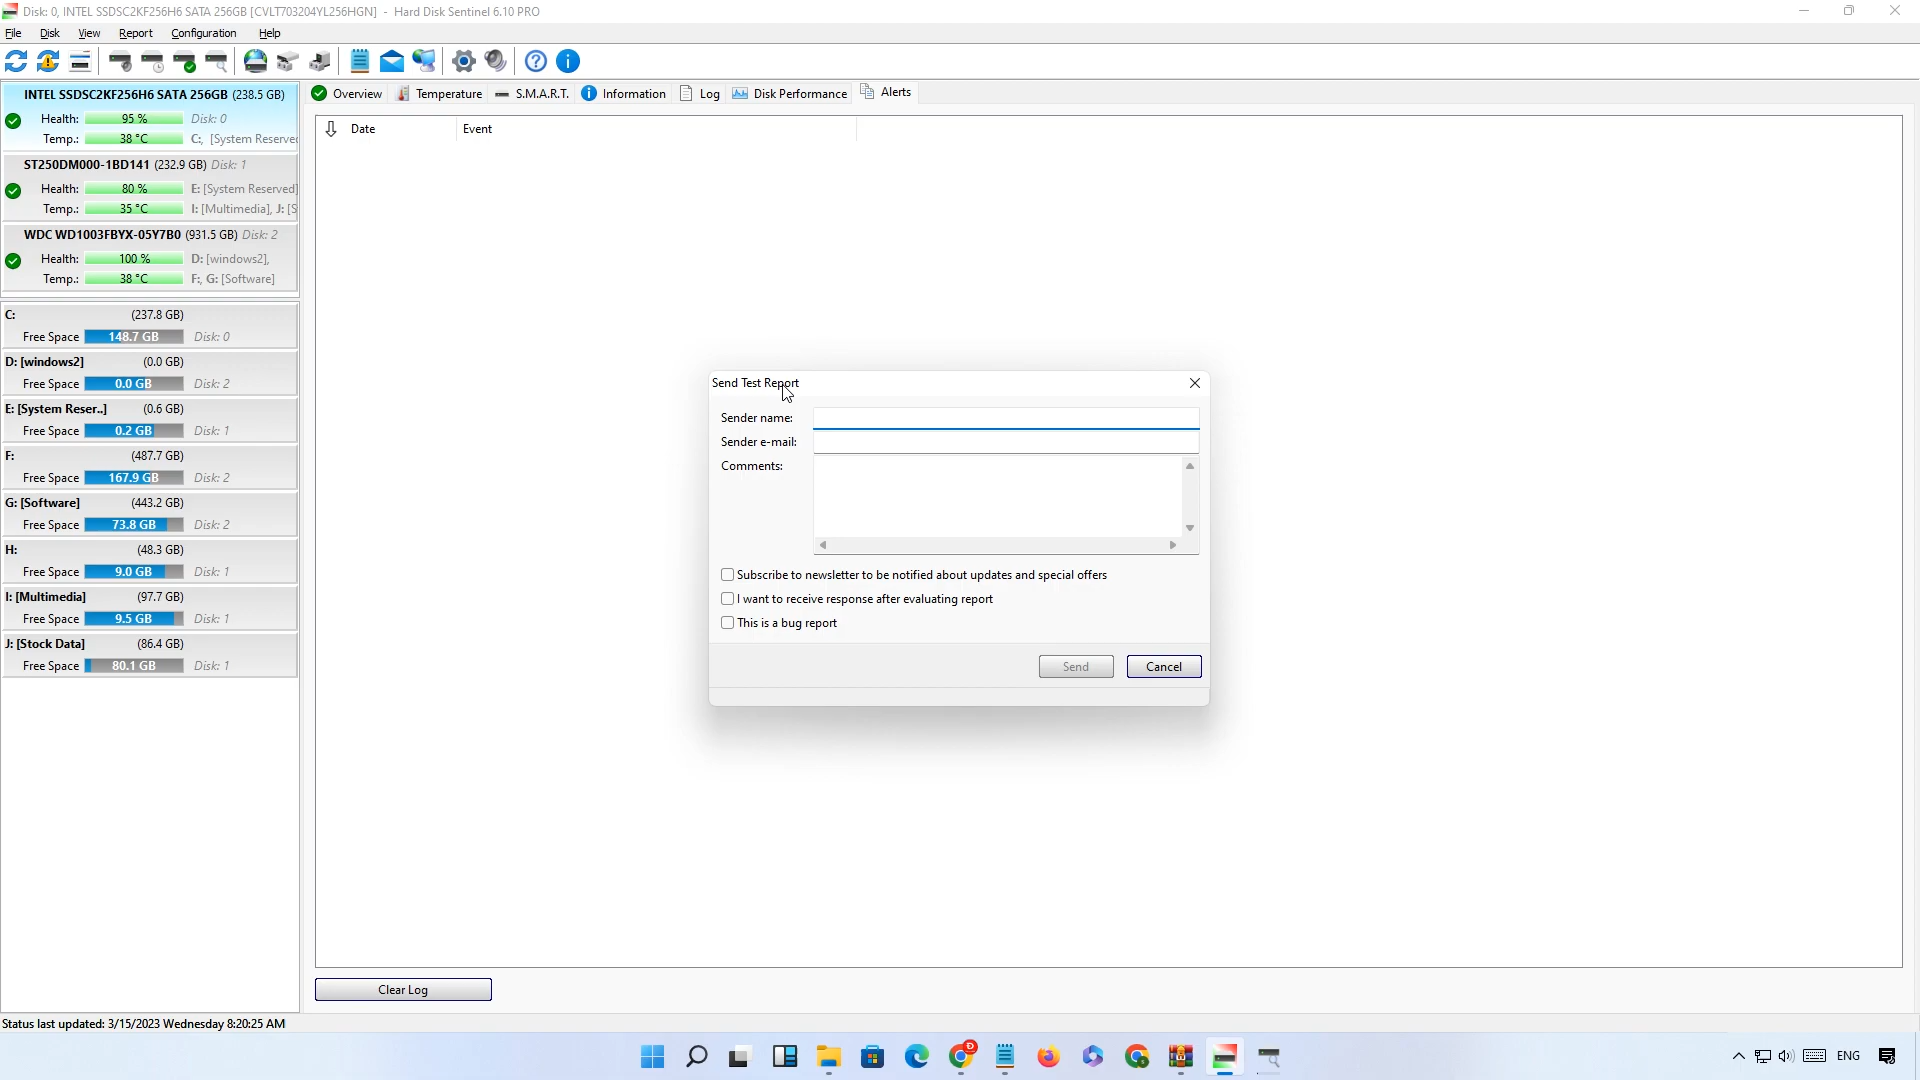 Disk: 0, INTEL SSDSC2KF256H6 SATA 256GB [CVLT703204YL256HGN] - Hard Disk Sentinel 6.10 PRO
File Disk View Report Configuration Help
INTEL SSDSC2KF256H6 SATA 256GB (238.5 GB)
Health: 95 % Disk: 0
Temp.: 38 °C C:, [System Reserved
ST250DM000-1BD141 (232.9 GB) Disk: 1
Health: 80 % E: [System Reserved]
Temp.: 35 °C I: [Multimedia], J: [S
WDC WD1003FBYX-05Y7B0 (931.5 GB) Disk: 2
Health: 100 % D: [windows2],
Temp.: 38 °C F:, G: [Software]
C: (237.8 GB)
Free Space 148.7 GB Disk: 0
D: [windows2] (0.0 GB)
Free Space 0.0 GB Disk: 2
E: [System Reser..] (0.6 GB)
Free Space 0.2 GB Disk: 1
F: (487.7 GB)
Free Space 167.9 GB Disk: 2
G: [Software] (443.2 GB)
Free Space 73.8 GB Disk: 2
H: (48.3 GB)
Free Space 9.0 GB Disk: 1
I: [Multimedia] (97.7 GB)
Free Space 9.5 GB Disk: 1
J: [Stock Data] (86.4 GB)
Free Space 80.1 GB Disk: 1
Overview Temperature S.M.A.R.T. Information Log Disk Performance Alerts
Date Event
Send Test Report
Sender name:
Sender e-mail:
Comments:
Subscribe to newsletter to be notified about updates and special offers
I want to receive response after evaluating report
This is a bug report
Send Cancel
Clear Log
Status last updated: 3/15/2023 Wednesday 8:20:25 AM
ENG